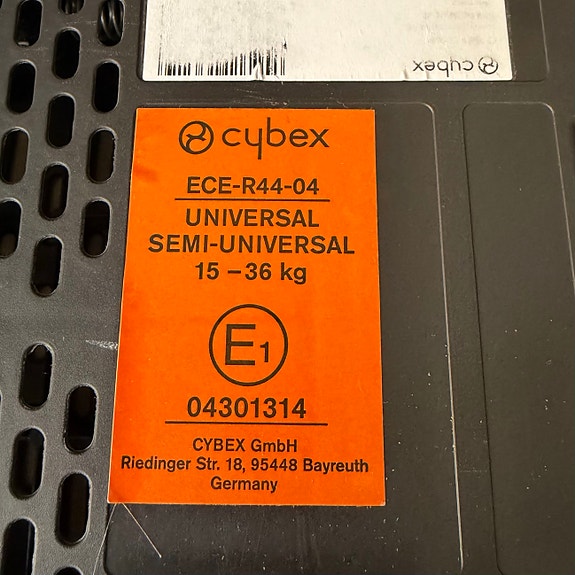 cybex
cybex
ECE-R44-04
UNIVERSAL
SEMI-UNIVERSAL
15 – 36 kg
E1
04301314
CYBEX GmbH
Riedinger Str. 18, 95448 Bayreuth
Germany